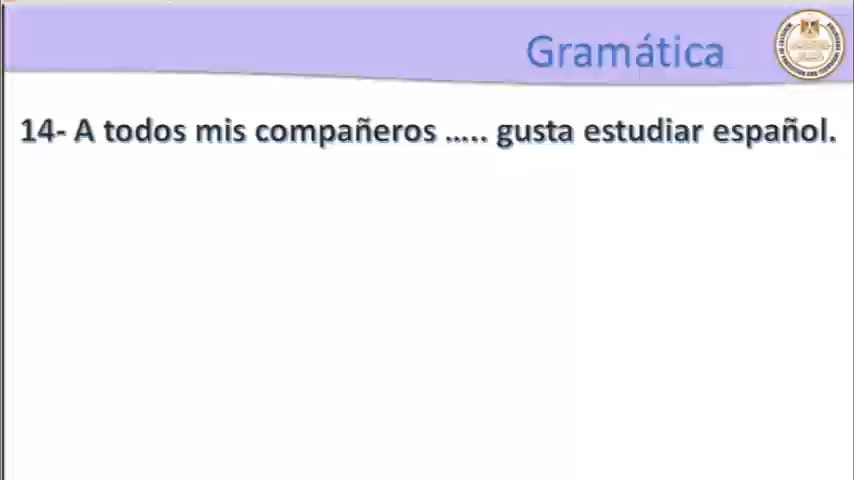 Gramática
14- A todos mis compañeros ..... gusta estudiar español.